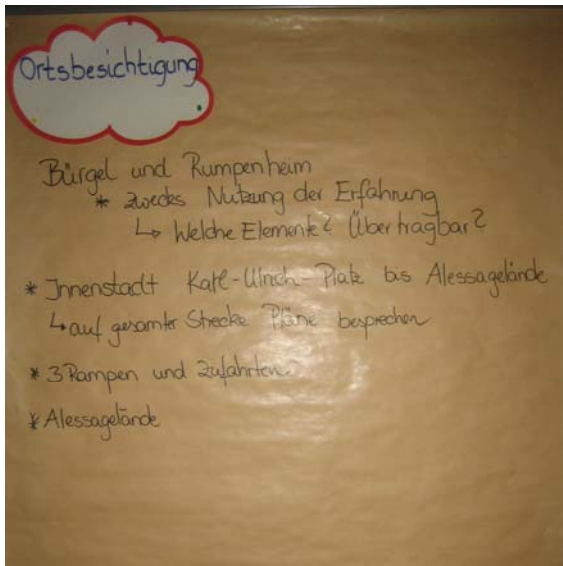 Ortsbesichtigung
Bürgel und Rumpenheim
* zwecks Nutzung der Erfahrung
↳ Welche Elemente? Übertragbar?
* Innenstadt Karl-Ulrich-Platz bis Alessagelände
↳ auf gesamter Strecke Pläne besprechen
* 3 Rampen und Zufahrten
* Alessagelände